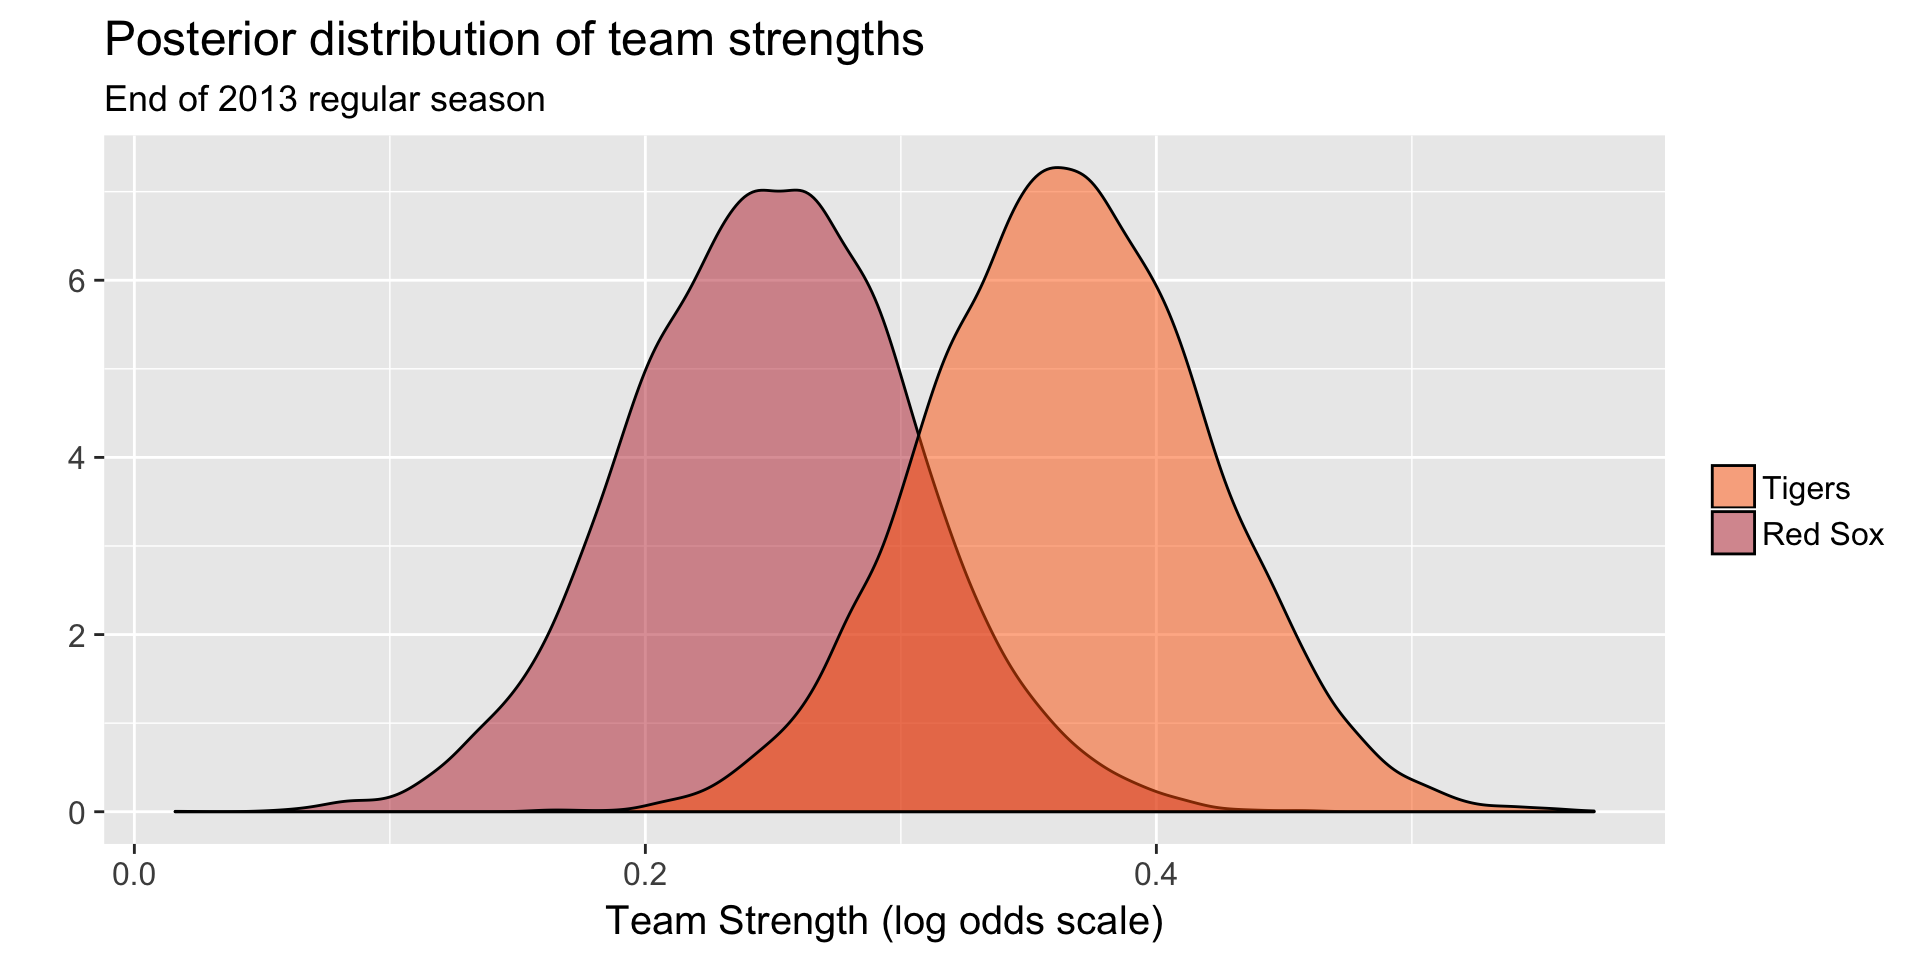 Posterior distribution of team strengths
End of 2013 regular season
6
4
2
0
0.0 0.2 0.4
Team Strength (log odds scale)
Tigers
Red Sox